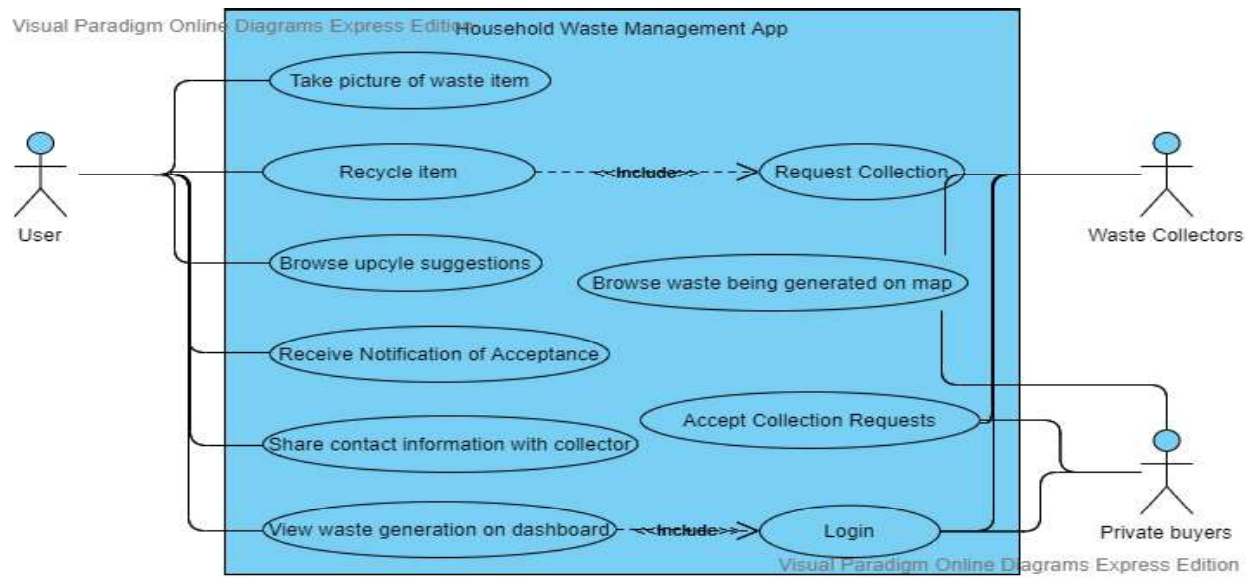 Visual Paradigm Online Diagrams Express Edition
Household Waste Management App
Take picture of waste item
Recycle item
<<Include>>
Request Collection
User
Waste Collectors
Browse upcyle suggestions
Browse waste being generated on map
Receive Notification of Acceptance
Accept Collection Requests
Share contact information with collector
View waste generation on dashboard
<<Include>>
Login
Private buyers
Visual Paradigm Online Diagrams Express Edition